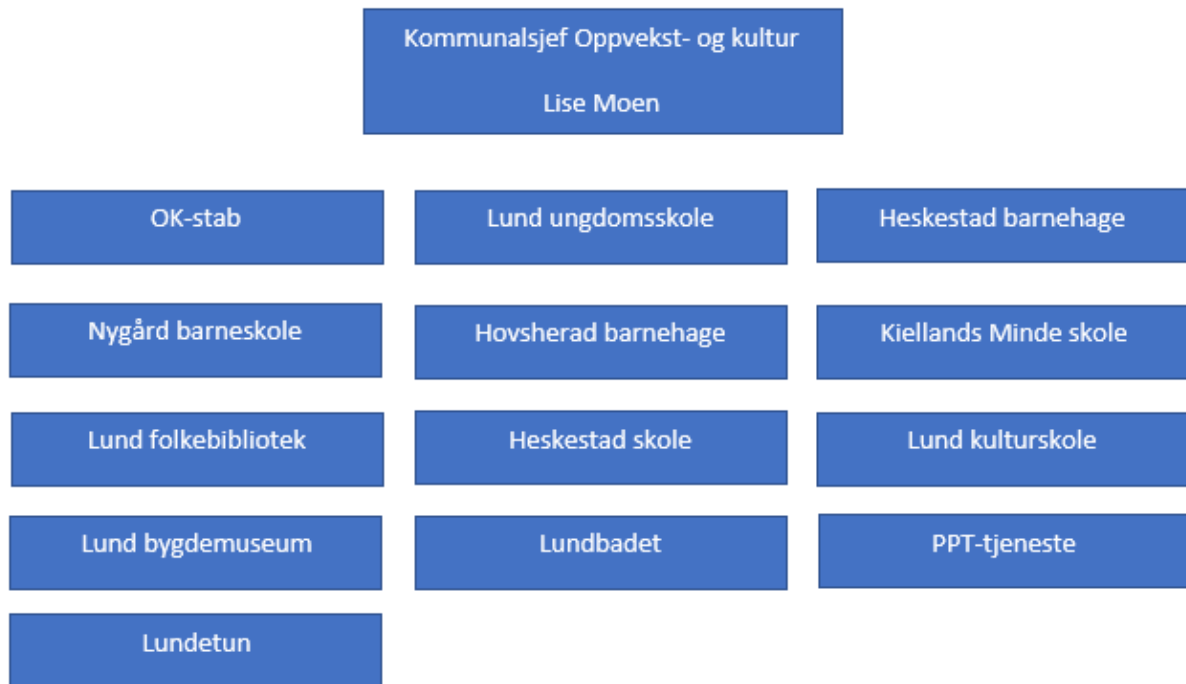 Kommunalsjef Oppvekst- og kultur
Lise Moen
OK-stab
Lund ungdomsskole
Heskestad barnehage
Nygård barneskole
Hovsherad barnehage
Kiellands Minde skole
Lund folkebibliotek
Heskestad skole
Lund kulturskole
Lund bygdemuseum
Lundbadet
PPT-tjeneste
Lundetun